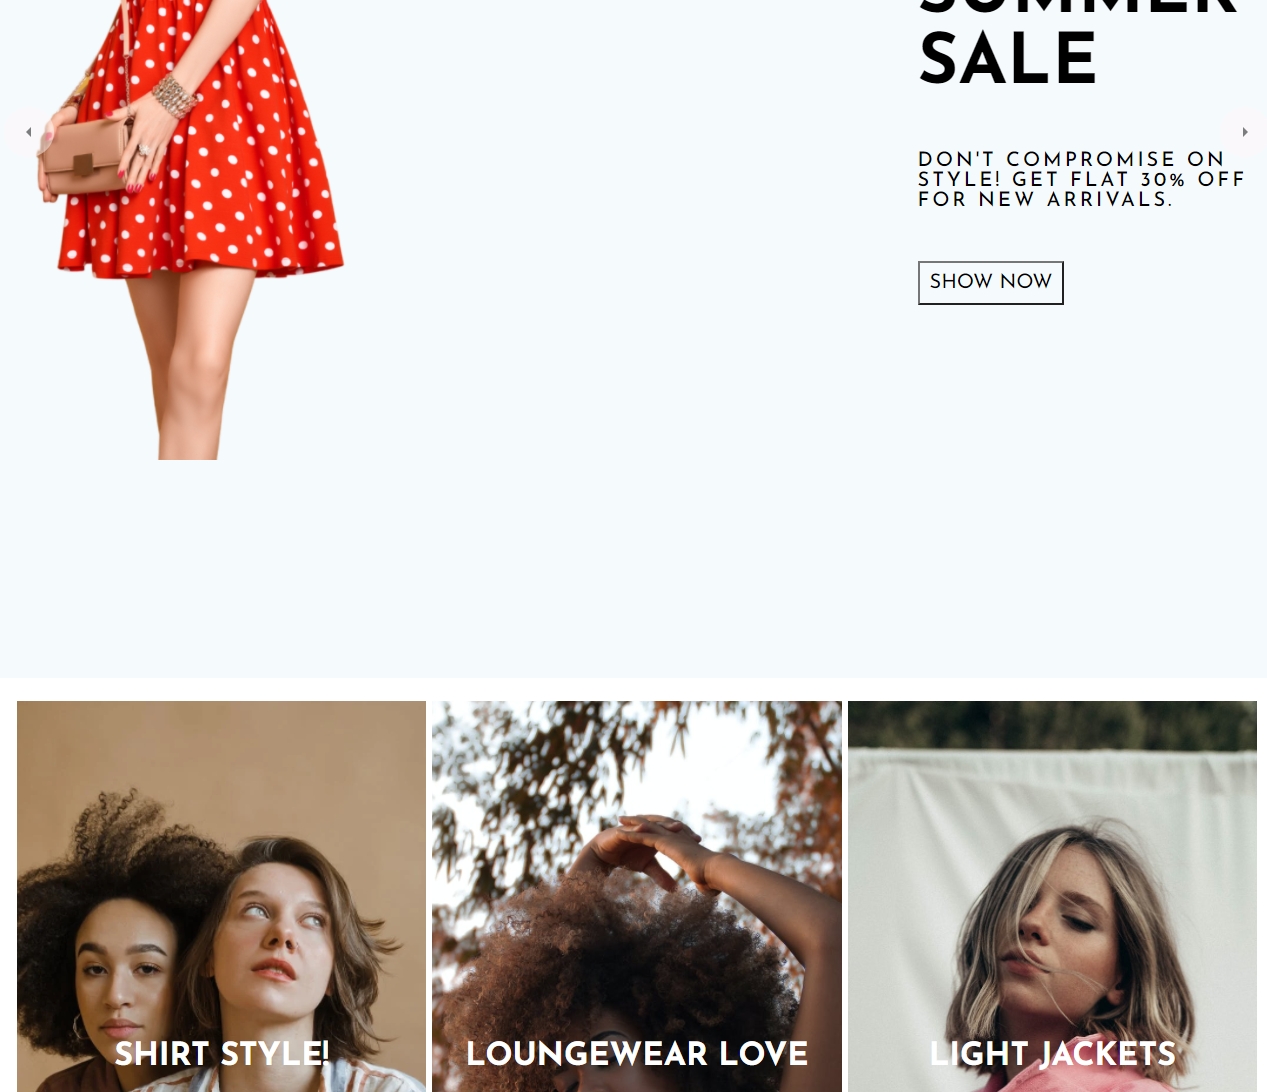 SUMMER
SALE
DON'T COMPROMISE ON
STYLE! GET FLAT 30% OFF
FOR NEW ARRIVALS.
SHOW NOW
SHIRT STYLE!
LOUNGEWEAR LOVE
LIGHT JACKETS